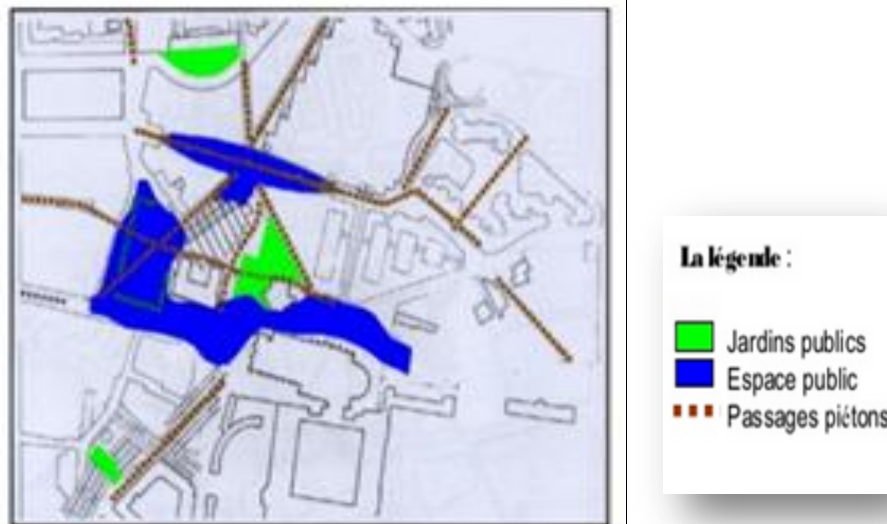 La légende :
Jardins publics
Espace public
Passages piétons